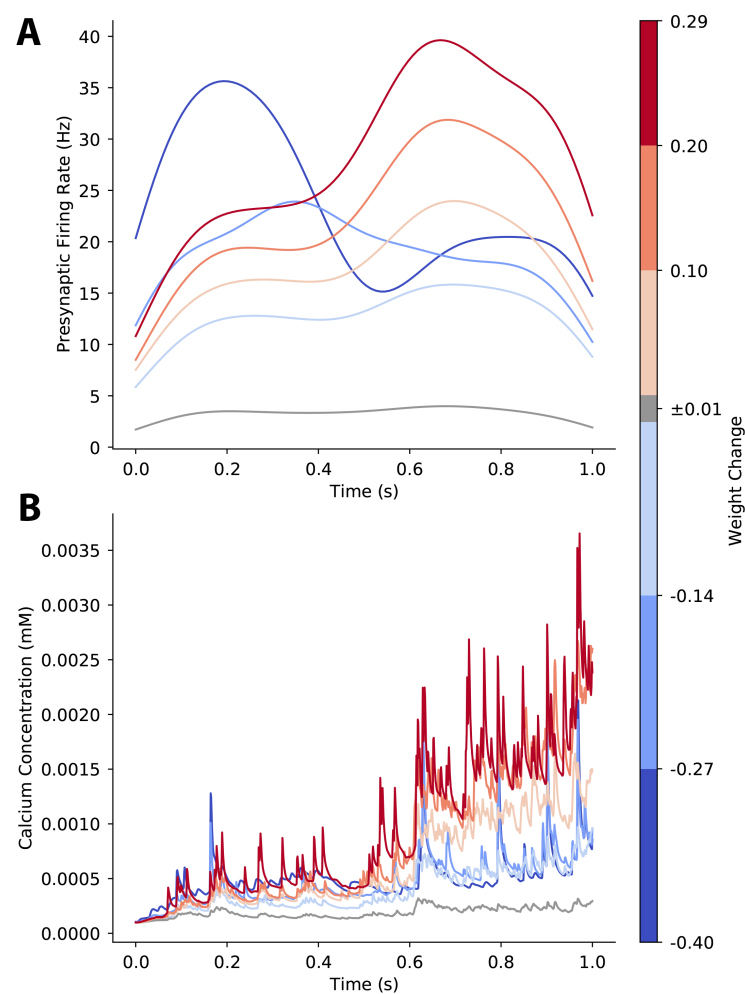 A
40
35
30
25
20
15
10
5
0
Presynaptic Firing Rate (Hz)
0.0 0.2 0.4 0.6 0.8 1.0
Time (s)
B
0.0035
0.0030
0.0025
0.0020
0.0015
0.0010
0.0005
0.0000
Calcium Concentration (mM)
0.0 0.2 0.4 0.6 0.8 1.0
Time (s)
0.29
0.20
0.10
±0.01
-0.14
-0.27
-0.40
Weight Change